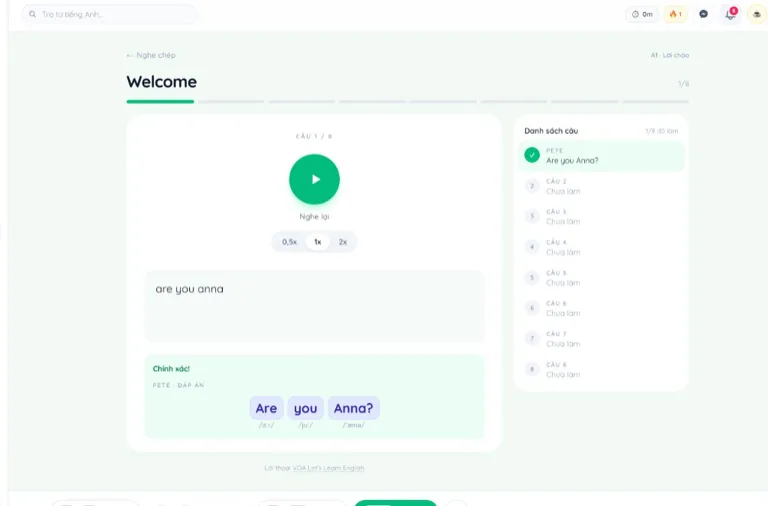 Tra từ tiếng Anh...
0m
1
8
← Nghe chép
A1 · Lời chào
Welcome
1/8
CÂU 1 / 8
Nghe lại
0,5x 1x 2x
are you anna
Chính xác!
PETE · ĐÁP ÁN
Are you Anna?
/ju/
Lời thoại VOA Let's Learn English
Danh sách câu
1/8 đã làm
PETE
Are you Anna?
2
CÂU 2
Chưa làm
3
CÂU 3
Chưa làm
4
CÂU 4
Chưa làm
5
CÂU 5
Chưa làm
6
CÂU 6
Chưa làm
7
CÂU 7
Chưa làm
8
CÂU 8
Chưa làm